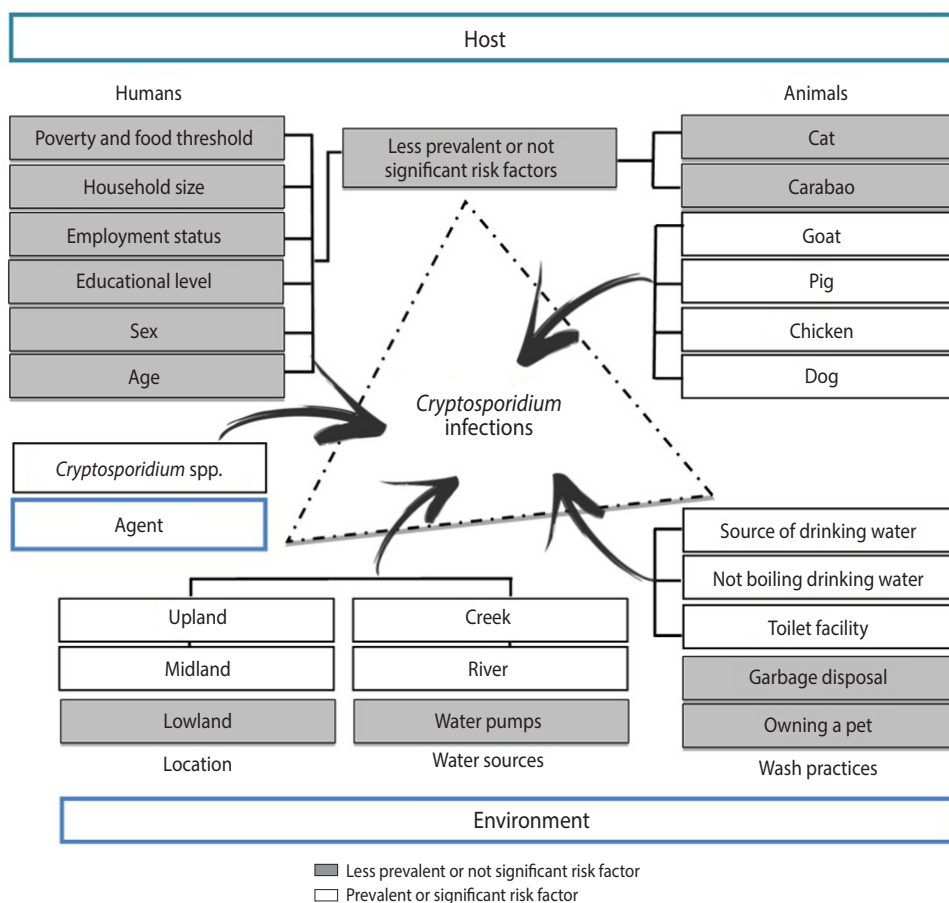 Host
Humans
Poverty and food threshold
Household size
Employment status
Educational level
Sex
Age
Less prevalent or not
significant risk factors
Animals
Cat
Carabao
Goat
Pig
Chicken
Dog
Cryptosporidium
infections
Cryptosporidium spp.
Agent
Upland
Midland
Lowland
Location
Creek
River
Water pumps
Water sources
Source of drinking water
Not boiling drinking water
Toilet facility
Garbage disposal
Owning a pet
Wash practices
Environment
Less prevalent or not significant risk factor
Prevalent or significant risk factor